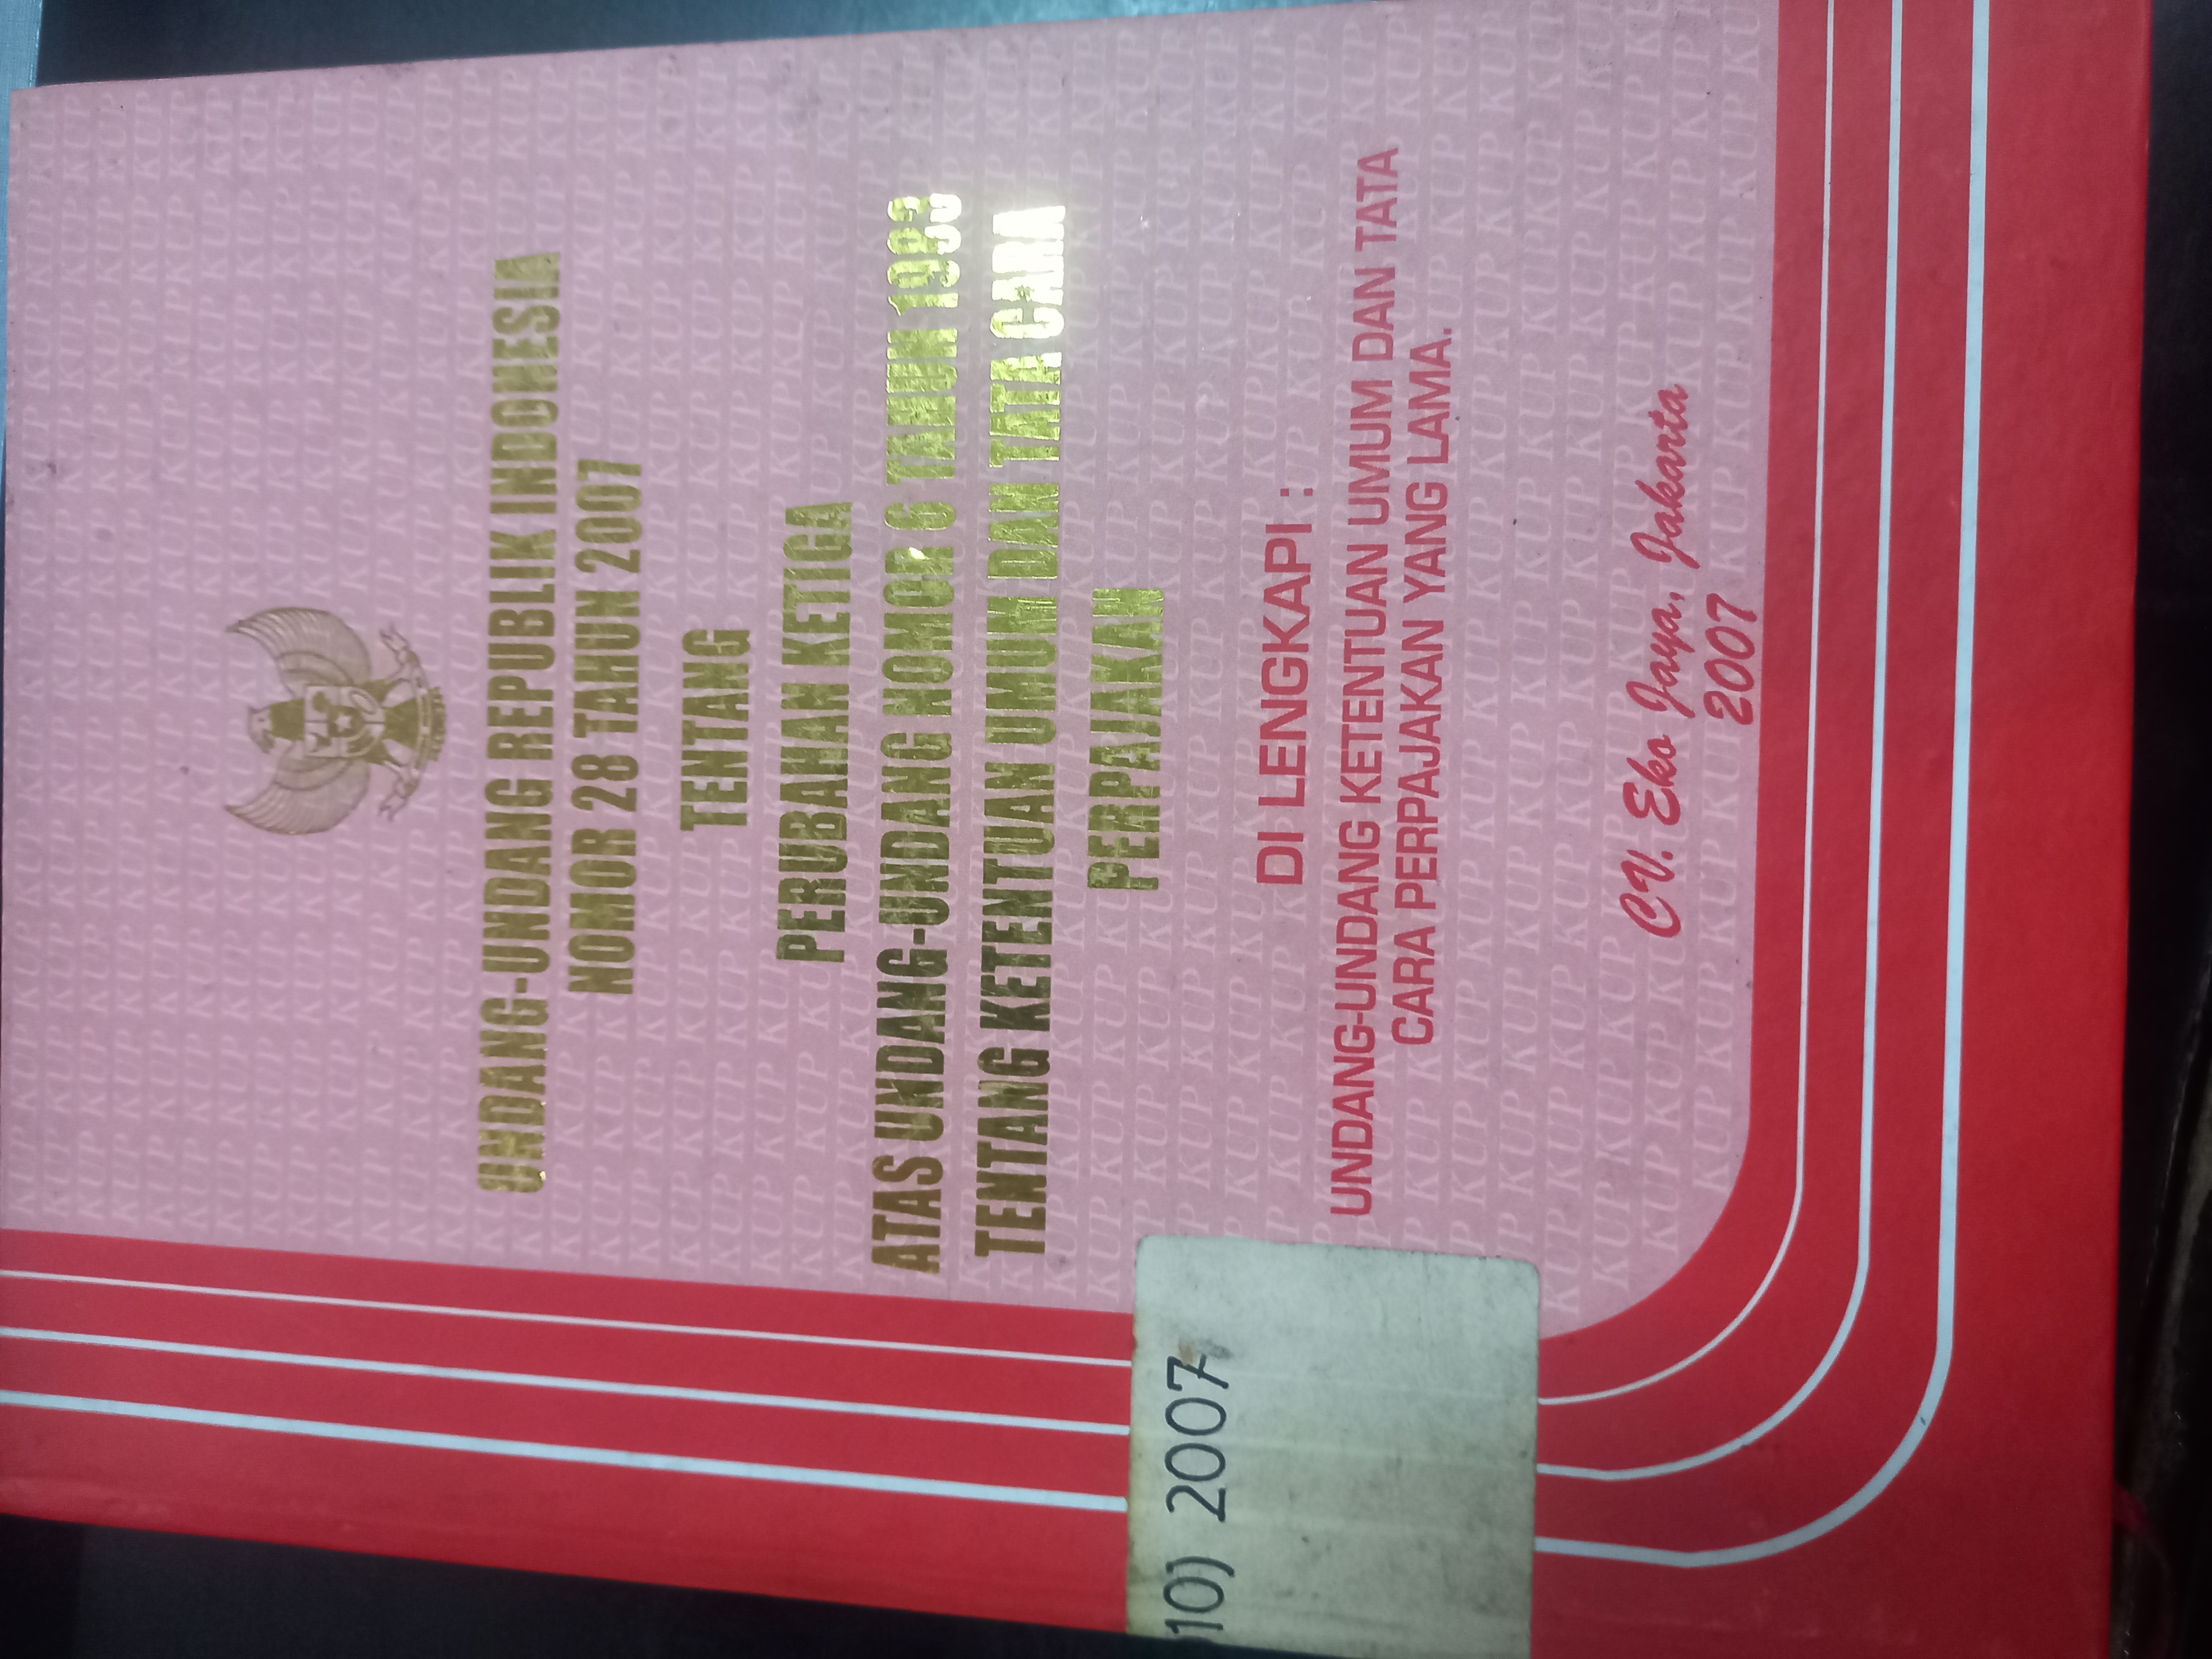 UNDANG-UNDANG REPUBLIK INDONESIA
NOMOR 28 TAHUN 2007
TENTANG
PERUBAHAN KETIGA
ATAS UNDANG-UNDANG NOMOR 6 TAHUN 1983
TENTANG KETENTUAN UMUM DAN TATA CARA
PERPAJAKAN
DI LENGKAPI :
UNDANG-UNDANG KETENTUAN UMUM DAN TATA
CARA PERPAJAKAN YANG LAMA.
CV. Eko Jaya, Jakarta
2007
10) 2007